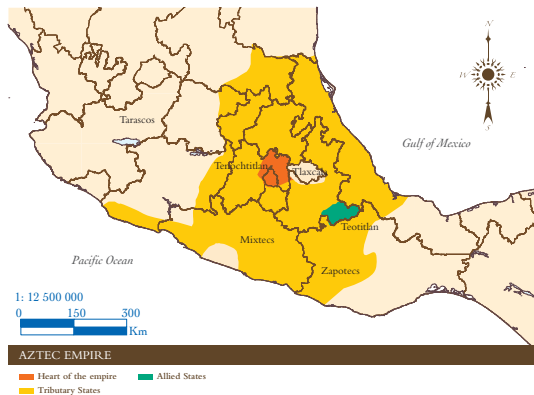 N
W E
S
Tarascos
Gulf of Mexico
Tenochtitlan
Tlaxcala
Teotitlan
Mixtecs
Pacific Ocean
Zapotecs
1: 12 500 000
0 150 300
Km
AZTEC EMPIRE
Heart of the empire Allied States
Tributary States